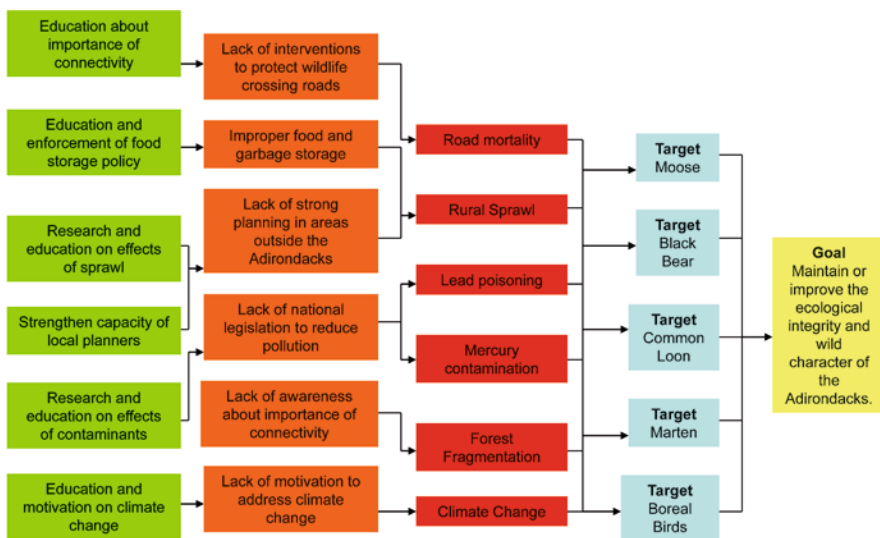 Education about
importance of
connectivity
Education and
enforcement of food
storage policy
Research and
education on effects
of sprawl
Strengthen capacity of
local planners
Research and
education on effects
of contaminants
Education and
motivation on climate
change
Lack of interventions
to protect wildlife
crossing roads
Improper food and
garbage storage
Lack of strong
planning in areas
outside the
Adirondacks
Lack of national
legislation to reduce
pollution
Lack of awareness
about importance of
connectivity
Lack of motivation to
address climate
change
Road mortality
Rural Sprawl
Lead poisoning
Mercury
contamination
Forest
Fragmentation
Climate Change
Target
Moose
Target
Black
Bear
Target
Common
Loon
Target
Marten
Target
Boreal
Birds
Goal
Maintain or
improve the
ecological
integrity and
wild
character of
the
Adirondacks.